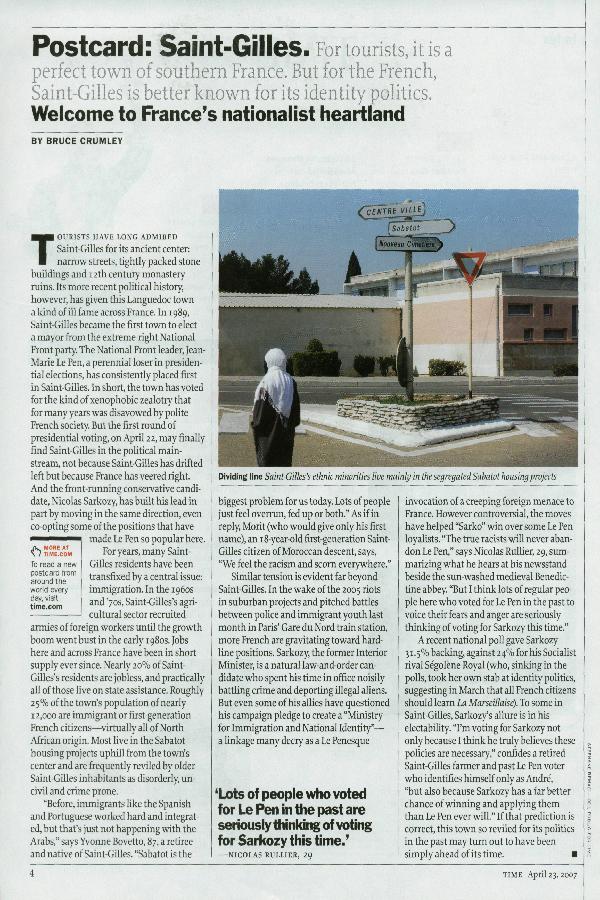 Postcard: Saint-Gilles. For tourists, it is a
perfect town of southern France. But for the French,
Saint-Gilles is better known for its identity politics.
Welcome to France's nationalist heartland
BY BRUCE CRUMLEY
TOURISTS HAVE LONG ADMIRED
Saint-Gilles for its ancient center:
narrow streets, tightly packed stone
buildings and 12th century monastery
ruins. Its more recent political history,
however, has given this Languedoc town
a kind of ill fame across France. In 1989,
Saint-Gilles became the first town to elect
a mayor from the extreme right National
Front party. The National Front leader, Jean-
Marie Le Pen, a perennial loser in presiden-
tial elections, has consistently placed first
in Saint-Gilles. In short, the town has voted
for the kind of xenophobic zealotry that
for many years was disavowed by polite
French society. But the first round of
presidential voting, on April 22, may finally
find Saint-Gilles in the political main-
stream, not because Saint-Gilles has drifted
left but because France has veered right.
And the front-running conservative candi-
date, Nicolas Sarkozy, has built his lead in
part by moving in the same direction, even
co-opting some of the positions that have
made Le Pen so popular here.
For years, many Saint-
Gilles residents have been
transfixed by a central issue:
immigration. In the 1960s
and '70s, Saint-Gilles's agri-
cultural sector recruited
armies of foreign workers until the growth
boom went bust in the early 1980s. Jobs
here and across France have been in short
supply ever since. Nearly 20% of Saint-
Gilles's residents are jobless, and practically
all of those live on state assistance. Roughly
25% of the town's population of nearly
12,000 are immigrant or first generation
French citizens—virtually all of North
African origin. Most live in the Sabatot
housing projects uphill from the town's
center and are frequently reviled by older
Saint-Gilles inhabitants as disorderly, un-
civil and crime prone.
"Before, immigrants like the Spanish
and Portuguese worked hard and integrat-
ed, but that's just not happening with the
Arabs," says Yvonne Bovetto, 87, a retiree
and native of Saint-Gilles. "Sabatot is the
MORE AT
TIME.COM
To read a new
postcard from
around the
world every
day, visit
time.com
CENTRE VILLE
Sabatot
Nouveau Cimetière
Dividing line Saint-Gilles's ethnic minorities live mainly in the segregated Sabatot housing projects
biggest problem for us today. Lots of people
just feel overrun, fed up or both." As if in
reply, Morit (who would give only his first
name), an 18-year-old first-generation Saint-
Gilles citizen of Moroccan descent, says,
"We feel the racism and scorn everywhere."
Similar tension is evident far beyond
Saint-Gilles. In the wake of the 2005 riots
in suburban projects and pitched battles
between police and immigrant youth last
month in Paris' Gare du Nord train station,
more French are gravitating toward hard-
line positions. Sarkozy, the former Interior
Minister, is a natural law-and-order can-
didate who spent his time in office noisily
battling crime and deporting illegal aliens.
But even some of his allies have questioned
his campaign pledge to create a "Ministry
for Immigration and National Identity"—
a linkage many decry as a Le Penesque
'Lots of people who voted
for Le Pen in the past are
seriously thinking of voting
for Sarkozy this time.'
—NICOLAS RULLIER, 29
invocation of a creeping foreign menace to
France. However controversial, the moves
have helped "Sarko" win over some Le Pen
loyalists. "The true racists will never aban-
don Le Pen," says Nicolas Rullier, 29, sum-
marizing what he hears at his newsstand
beside the sun-washed medieval Benedic-
tine abbey. "But I think lots of regular peo-
ple here who voted for Le Pen in the past to
voice their fears and anger are seriously
thinking of voting for Sarkozy this time."
A recent national poll gave Sarkozy
31.5% backing, against 24% for his Socialist
rival Ségolène Royal (who, sinking in the
polls, took her own stab at identity politics,
suggesting in March that all French citizens
should learn La Marseillaise). To some in
Saint-Gilles, Sarkozy's allure is in his
electability. "I'm voting for Sarkozy not
only because I think he truly believes these
policies are necessary," confides a retired
Saint-Gilles farmer and past Le Pen voter
who identifies himself only as André,
"but also because Sarkozy has a far better
chance of winning and applying them
than Le Pen ever will." If that prediction is
correct, this town so reviled for its politics
in the past may turn out to have been
simply ahead of its time.
4
TIME April 23, 2007